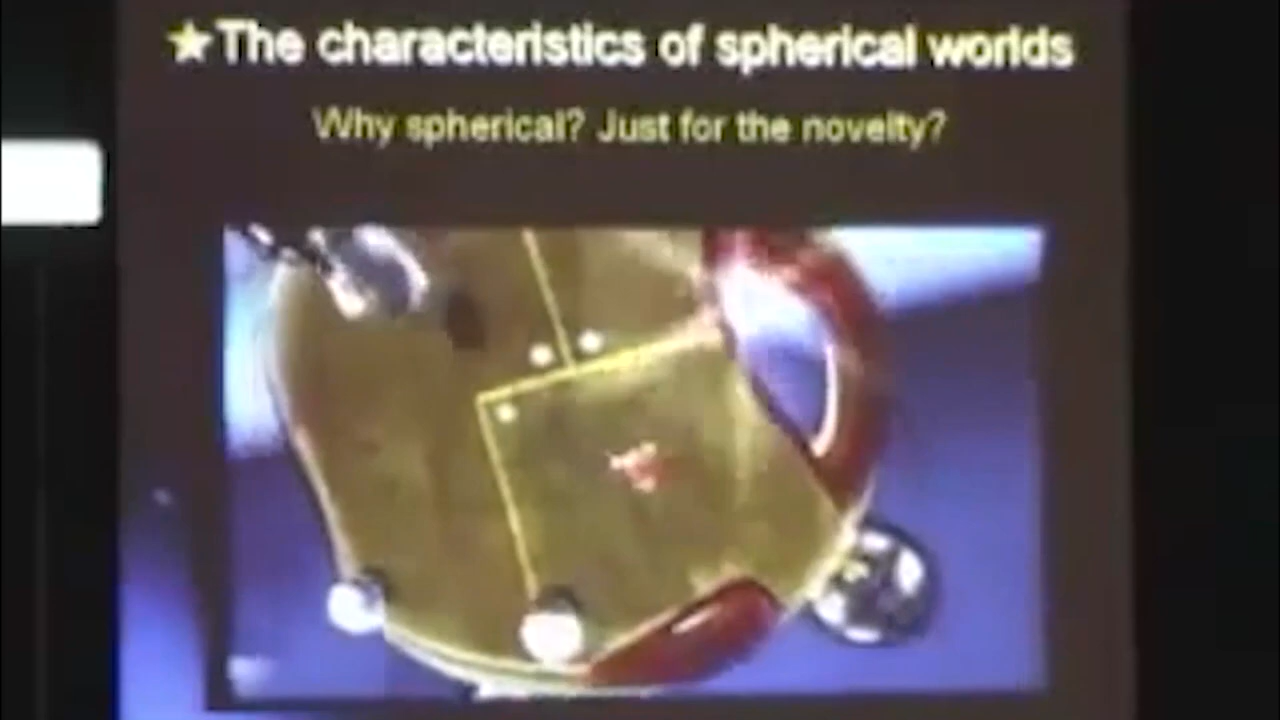 ★The characteristics of spherical worlds
Why spherical? Just for the novelty?